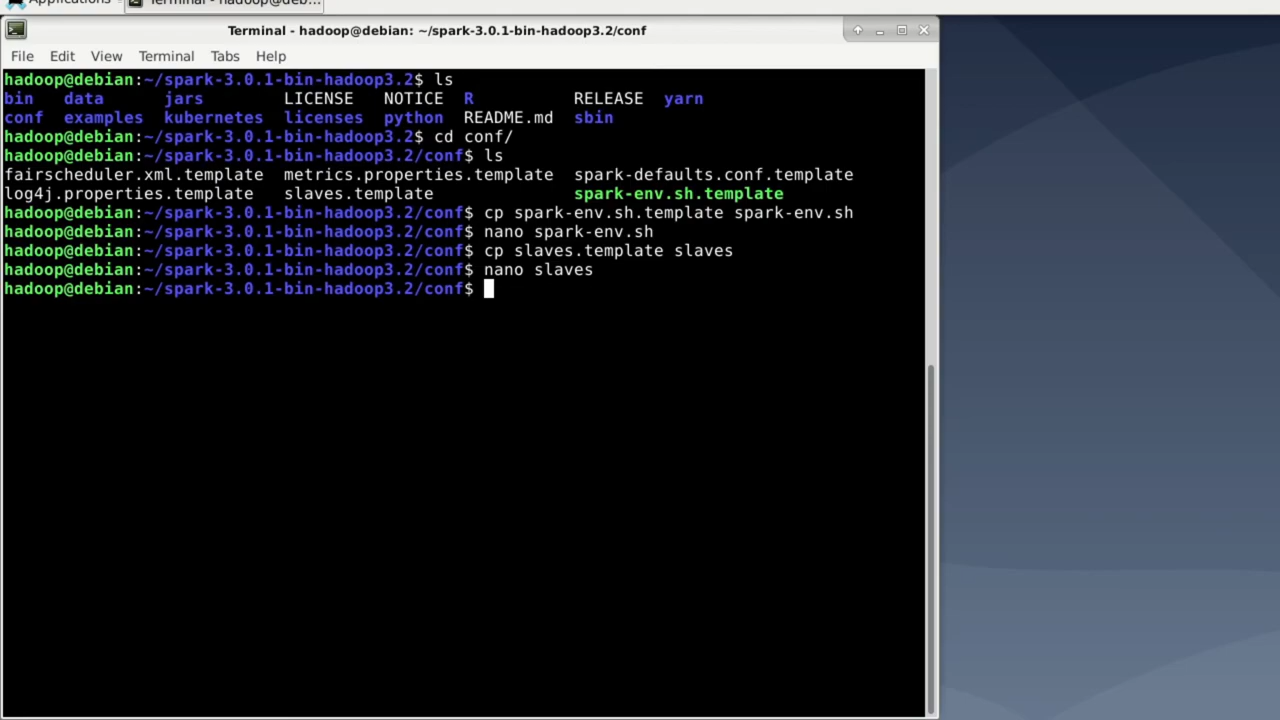 Applications
Terminal - hadoop@deb...
Terminal - hadoop@debian: ~/spark-3.0.1-bin-hadoop3.2/conf
File Edit View Terminal Tabs Help
hadoop@debian:~/spark-3.0.1-bin-hadoop3.2$ ls
bin data jars LICENSE NOTICE R RELEASE yarn
conf examples kubernetes licenses python README.md sbin
hadoop@debian:~/spark-3.0.1-bin-hadoop3.2$ cd conf/
hadoop@debian:~/spark-3.0.1-bin-hadoop3.2/conf$ ls
fairscheduler.xml.template metrics.properties.template spark-defaults.conf.template
log4j.properties.template slaves.template spark-env.sh.template
hadoop@debian:~/spark-3.0.1-bin-hadoop3.2/conf$ cp spark-env.sh.template spark-env.sh
hadoop@debian:~/spark-3.0.1-bin-hadoop3.2/conf$ nano spark-env.sh
hadoop@debian:~/spark-3.0.1-bin-hadoop3.2/conf$ cp slaves.template slaves
hadoop@debian:~/spark-3.0.1-bin-hadoop3.2/conf$ nano slaves
hadoop@debian:~/spark-3.0.1-bin-hadoop3.2/conf$